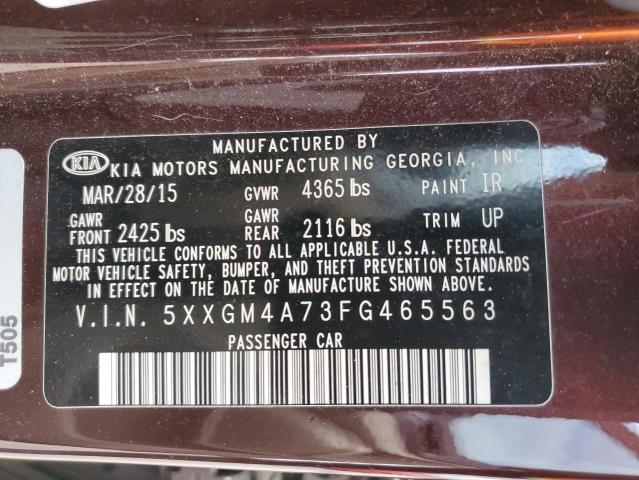 MANUFACTURED BY
KIA KIA MOTORS MANUFACTURING GEORGIA, INC
MAR/28/15 GVWR 4365 lbs PAINT IR
GAWR FRONT 2425 lbs GAWR REAR 2116 lbs TRIM UP
THIS VEHICLE CONFORMS TO ALL APPLICABLE U.S.A. FEDERAL
MOTOR VEHICLE SAFETY, BUMPER, AND THEFT PREVENTION STANDARDS
IN EFFECT ON THE DATE OF MANUFACTURE SHOWN ABOVE.
V.I.N. 5XXGM4A73FG465563
PASSENGER CAR
T505